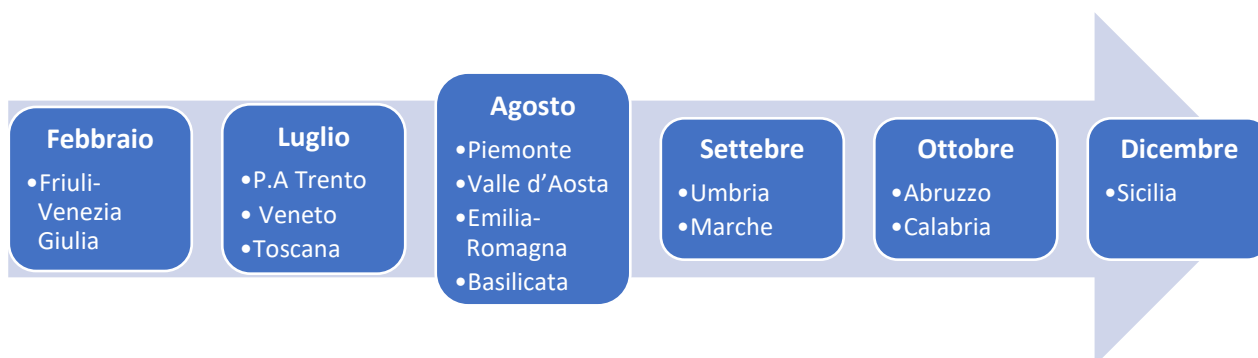 Febbraio
•Friuli-
Venezia
Giulia
Luglio
•P.A Trento
• Veneto
•Toscana
Agosto
•Piemonte
•Valle d’Aosta
•Emilia-
Romagna
•Basilicata
Settebre
•Umbria
•Marche
Ottobre
•Abruzzo
•Calabria
Dicembre
•Sicilia